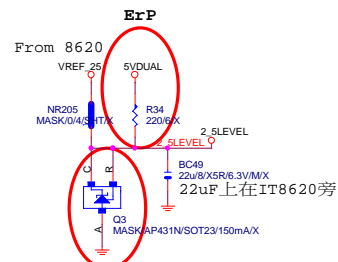 ErP
From 8620
VREF_25
5VDUAL
NR205
MASK/0/4/SHT/X
R34
220/6/X
2_5LEVEL
2_5LEVEL
BC49
22u/8/X5R/6.3V/M/X
22uF上在IT8620旁
C
R
Q3
A
MASK/AP431N/SOT23/150mA/X